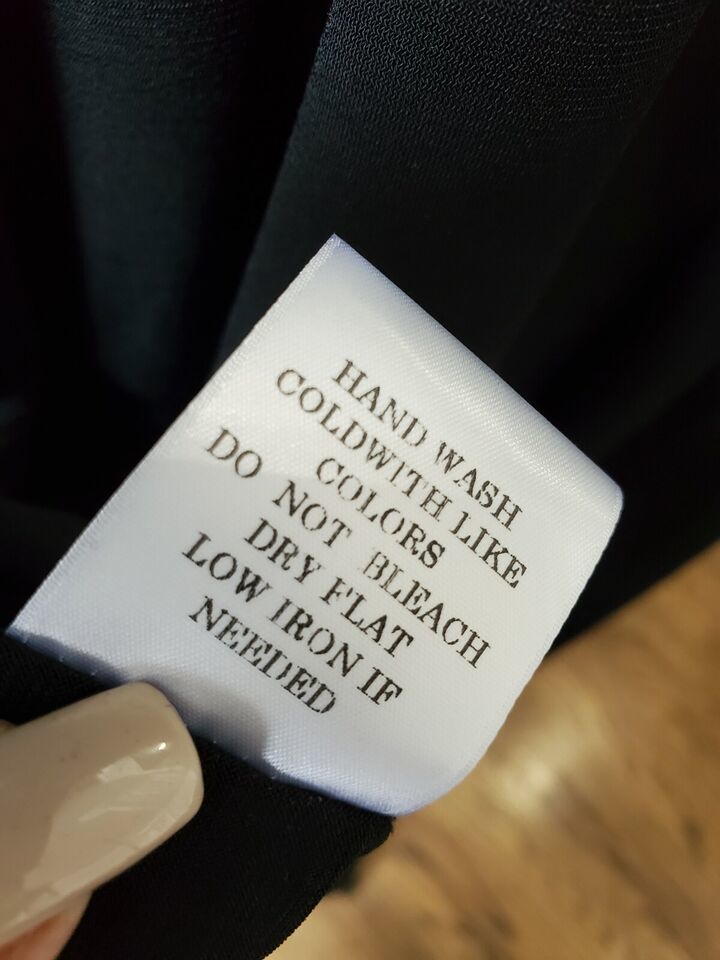 HAND WASH
COLDWITH LIKE
COLORS
DO NOT BLEACH
DRY FLAT
LOW IRON IF
NEEDED